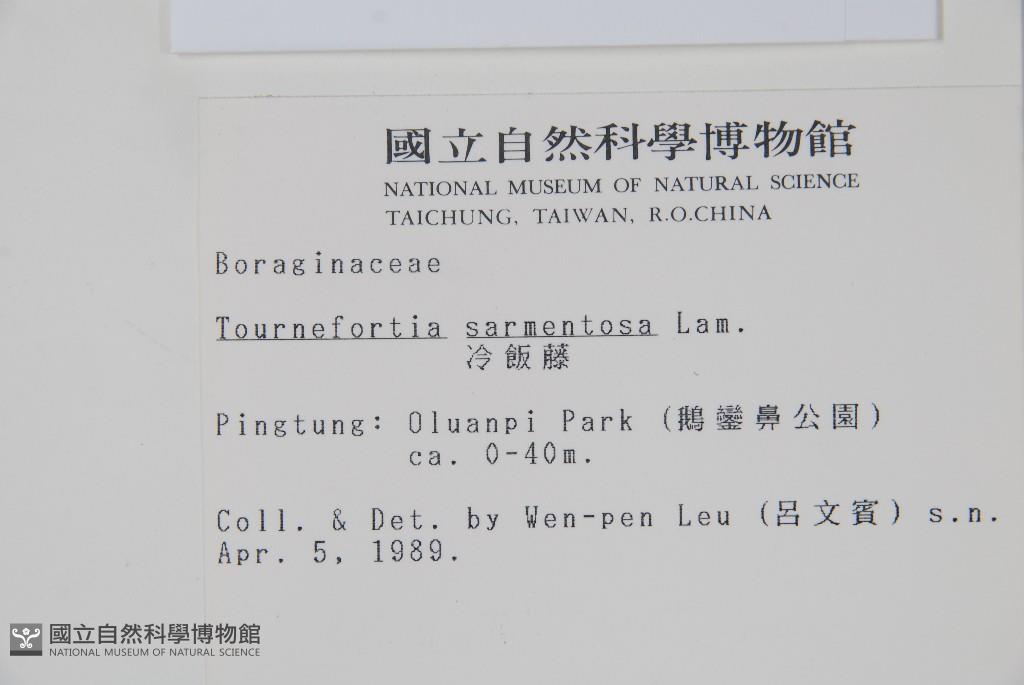 國立自然科學博物館
NATIONAL MUSEUM OF NATURAL SCIENCE
TAICHUNG, TAIWAN, R.O.CHINA
Boraginaceae
Tournefortia sarmentosa Lam.
冷飯藤
Pingtung: Oluanpi Park (鵝鑾鼻公園)
ca. 0-40m.
Coll. & Det. by Wen-pen Leu (呂文賓) s.n.
Apr. 5, 1989.
國立自然科學博物館
NATIONAL MUSEUM OF NATURAL SCIENCE